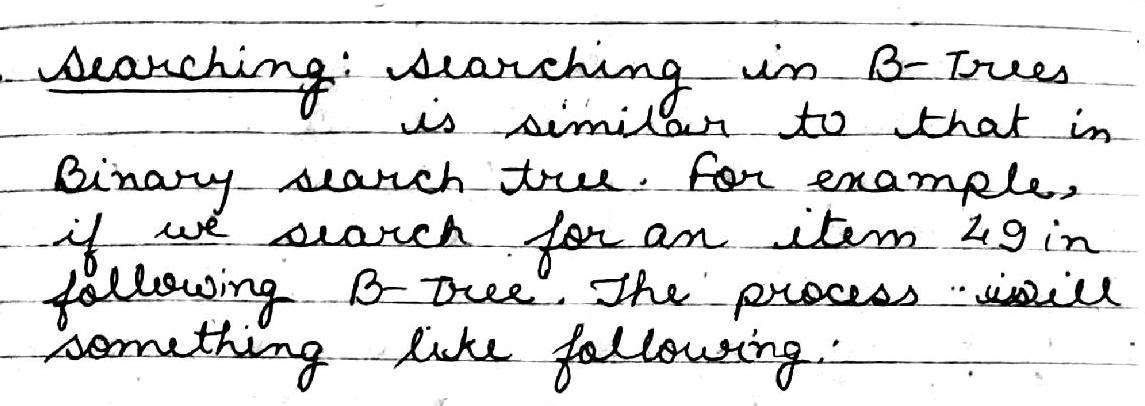 Searching: Searching in B-Trees
is similar to that in
Binary search tree. For example,
if we search for an item 49 in
following B-Tree. The process will
something like following.